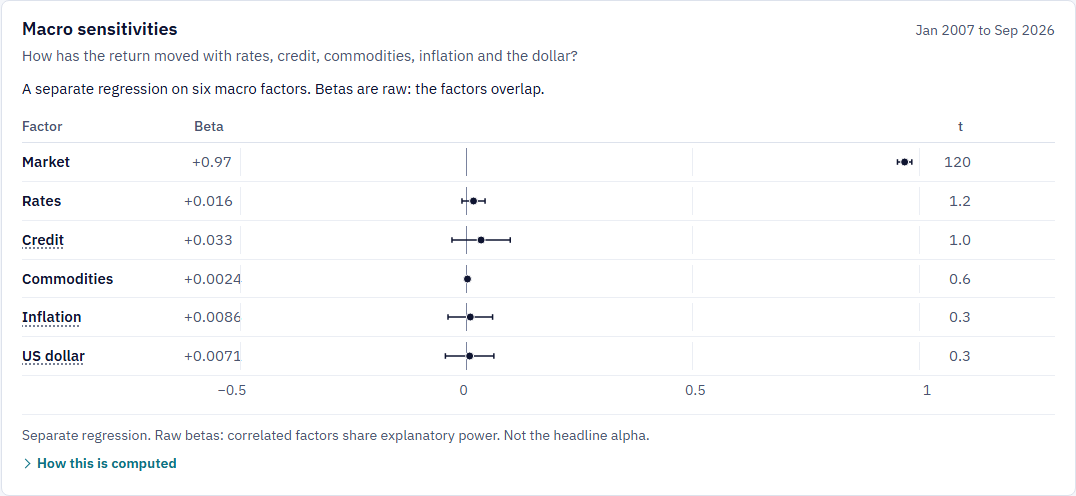 Macro sensitivities
Jan 2007 to Sep 2026
How has the return moved with rates, credit, commodities, inflation and the dollar?
A separate regression on six macro factors. Betas are raw: the factors overlap.
Factor Beta t
Market +0.97 120
Rates +0.016 1.2
Credit +0.033 1.0
Commodities +0.0024 0.6
Inflation +0.0086 0.3
US dollar +0.0071 0.3
−0.5 0 0.5 1
Separate regression. Raw betas: correlated factors share explanatory power. Not the headline alpha.
How this is computed